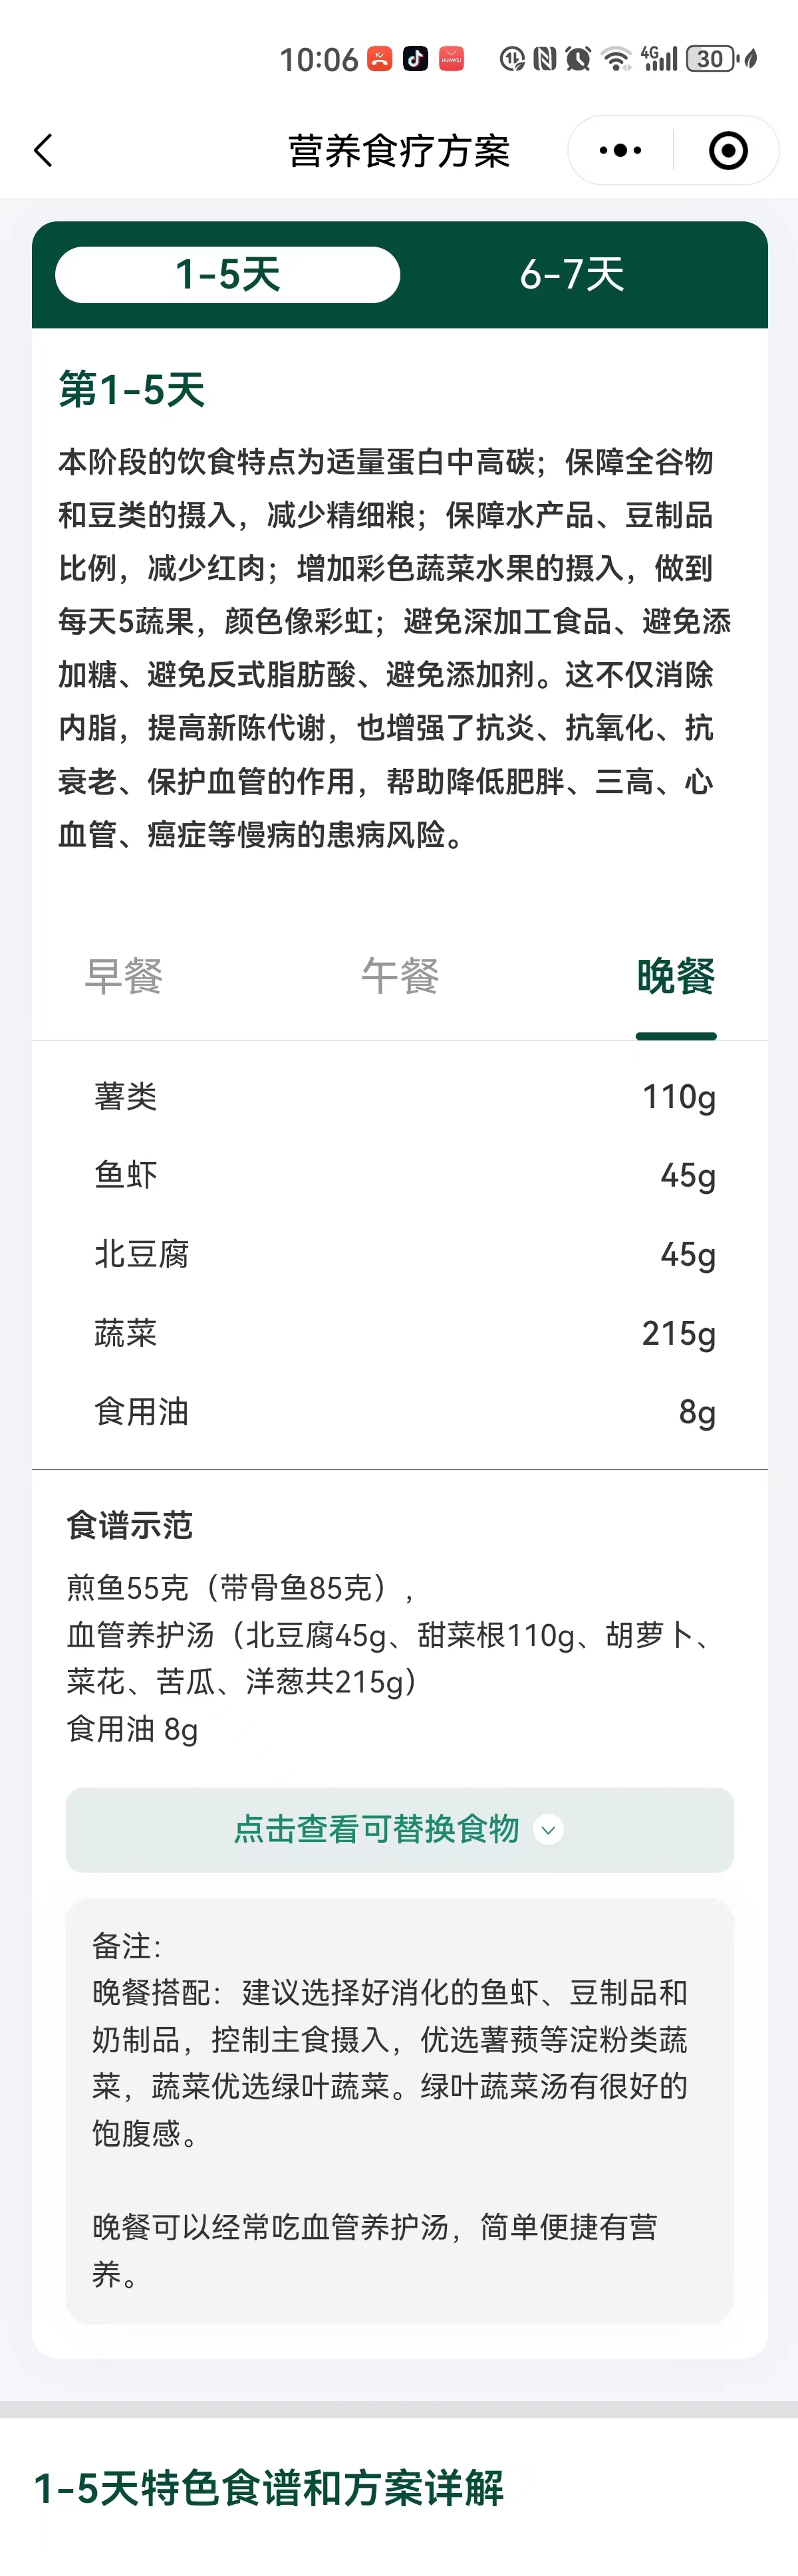 10:06
HUAWEI
4G
30
营养食疗方案
1-5天
6-7天
第1-5天
本阶段的饮食特点为适量蛋白中高碳；保障全谷物
和豆类的摄入，减少精细粮；保障水产品、豆制品
比例，减少红肉；增加彩色蔬菜水果的摄入，做到
每天5蔬果，颜色像彩虹；避免深加工食品、避免添
加糖、避免反式脂肪酸、避免添加剂。这不仅消除
内脂，提高新陈代谢，也增强了抗炎、抗氧化、抗
衰老、保护血管的作用，帮助降低肥胖、三高、心
血管、癌症等慢病的患病风险。
早餐
午餐
晚餐
薯类 110g
鱼虾 45g
北豆腐 45g
蔬菜 215g
食用油 8g
食谱示范
煎鱼55克（带骨鱼85克）,
血管养护汤（北豆腐45g、甜菜根110g、胡萝卜、
菜花、苦瓜、洋葱共215g）
食用油 8g
点击查看可替换食物
备注:
晚餐搭配：建议选择好消化的鱼虾、豆制品和
奶制品，控制主食摄入，优选薯蓣等淀粉类蔬
菜，蔬菜优选绿叶蔬菜。绿叶蔬菜汤有很好的
饱腹感。
晚餐可以经常吃血管养护汤，简单便捷有营
养。
1-5天特色食谱和方案详解